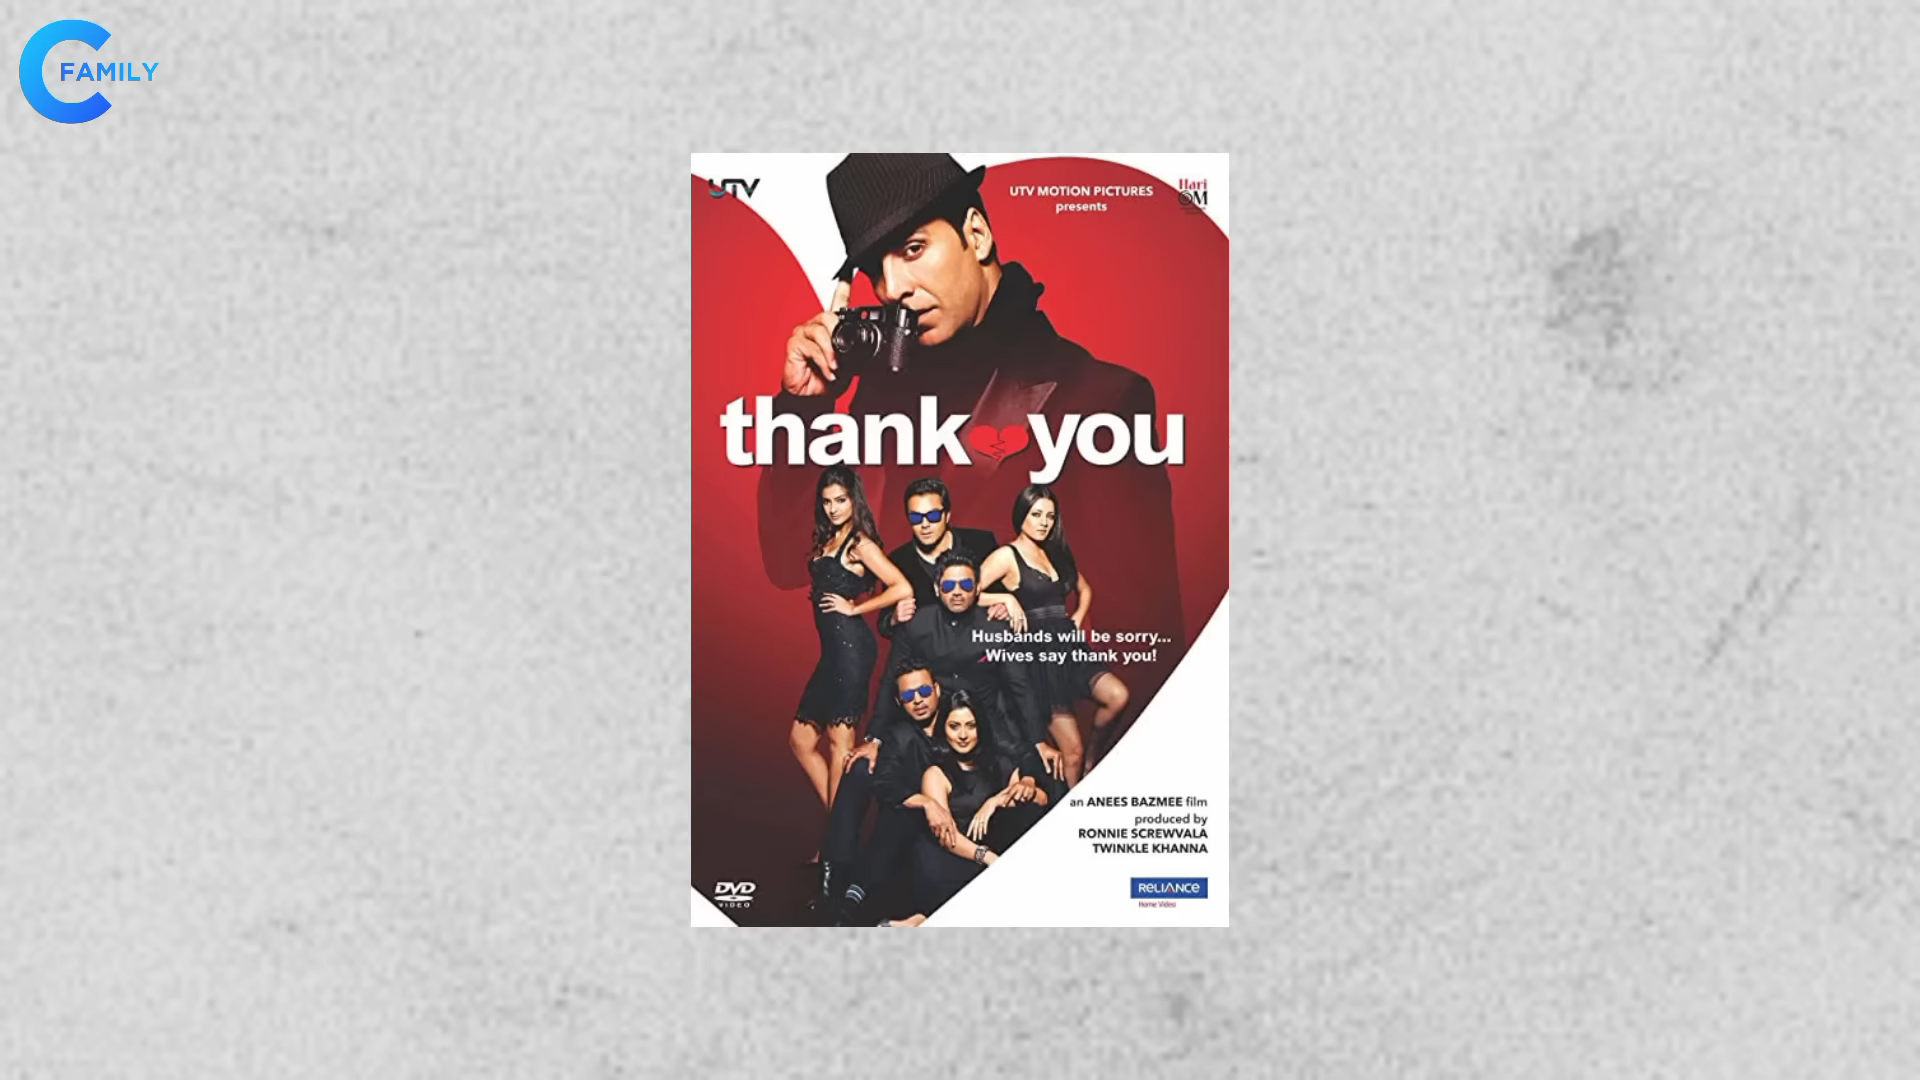 C FAMILY
UTV
UTV MOTION PICTURES
presents
Hari
OM
thank you
Husbands will be sorry...
Wives say thank you!
an ANEES BAZMEE film
produced by
RONNIE SCREWVALA
TWINKLE KHANNA
DVD
VIDEO
RELIANCE
Home Video